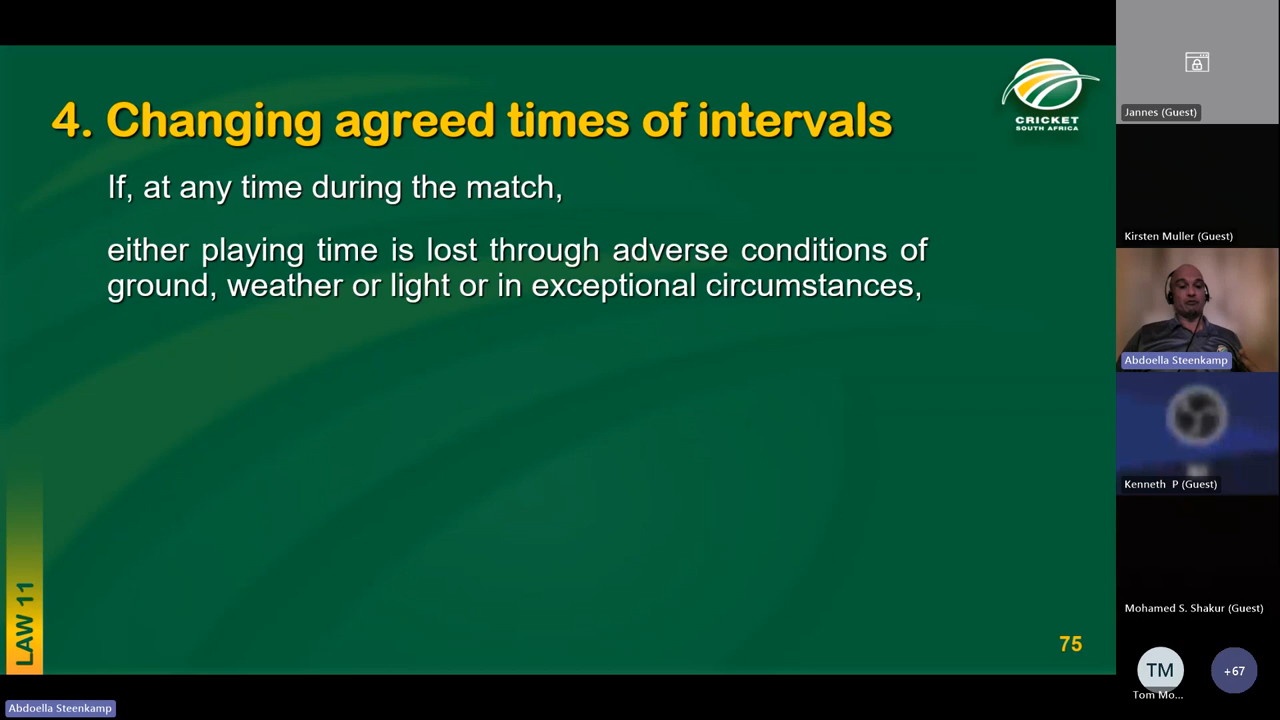 4. Changing agreed times of intervals
CRICKET
SOUTH AFRICA
If, at any time during the match,
either playing time is lost through adverse conditions of
ground, weather or light or in exceptional circumstances,
LAW 11
75
Abdoella Steenkamp
Jannes (Guest)
Kirsten Muller (Guest)
Abdoella Steenkamp
Kenneth P (Guest)
Mohamed S. Shakur (Guest)
TM
Tom Mo...
+67